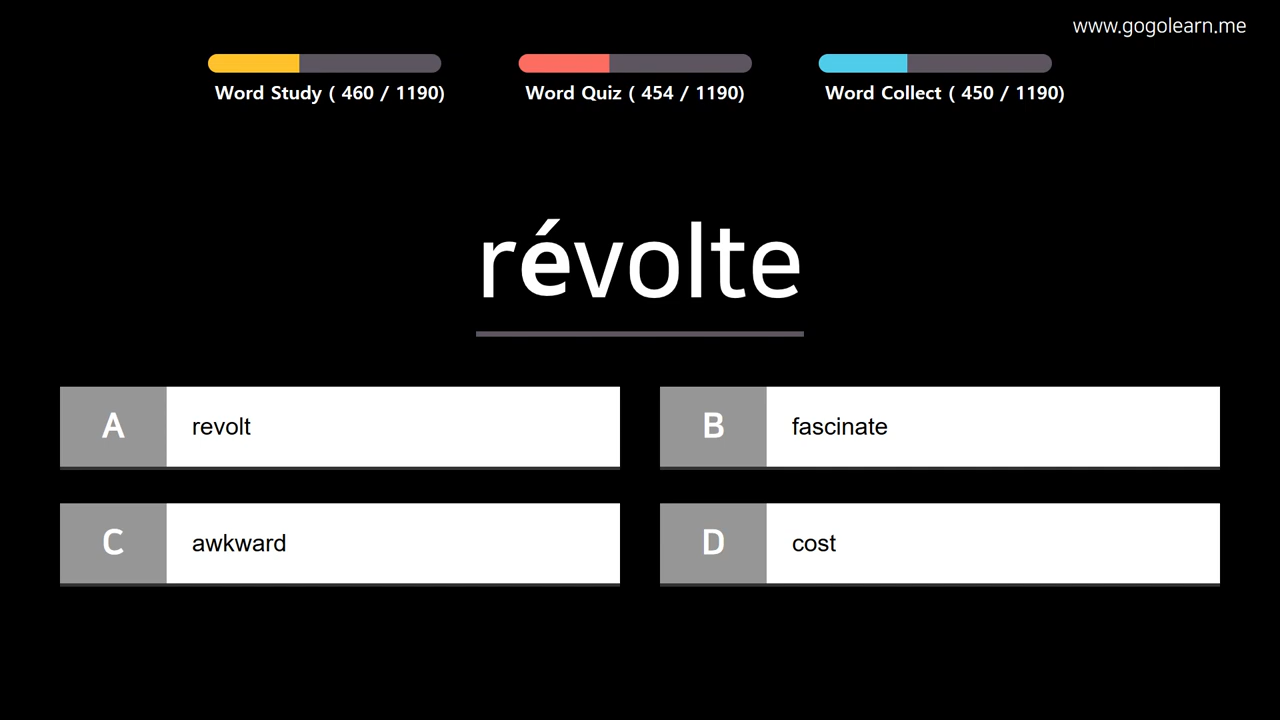 www.gogolearn.me
Word Study ( 460 / 1190)
Word Quiz ( 454 / 1190)
Word Collect ( 450 / 1190)
révolte
A revolt
B fascinate
C awkward
D cost